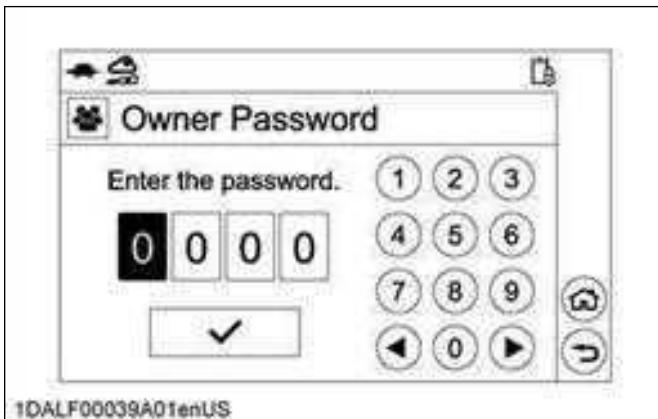 Owner Password
Enter the password.
0 0 0 0
1 2 3
4 5 6
7 8 9
0
1DALF00039A01enUS